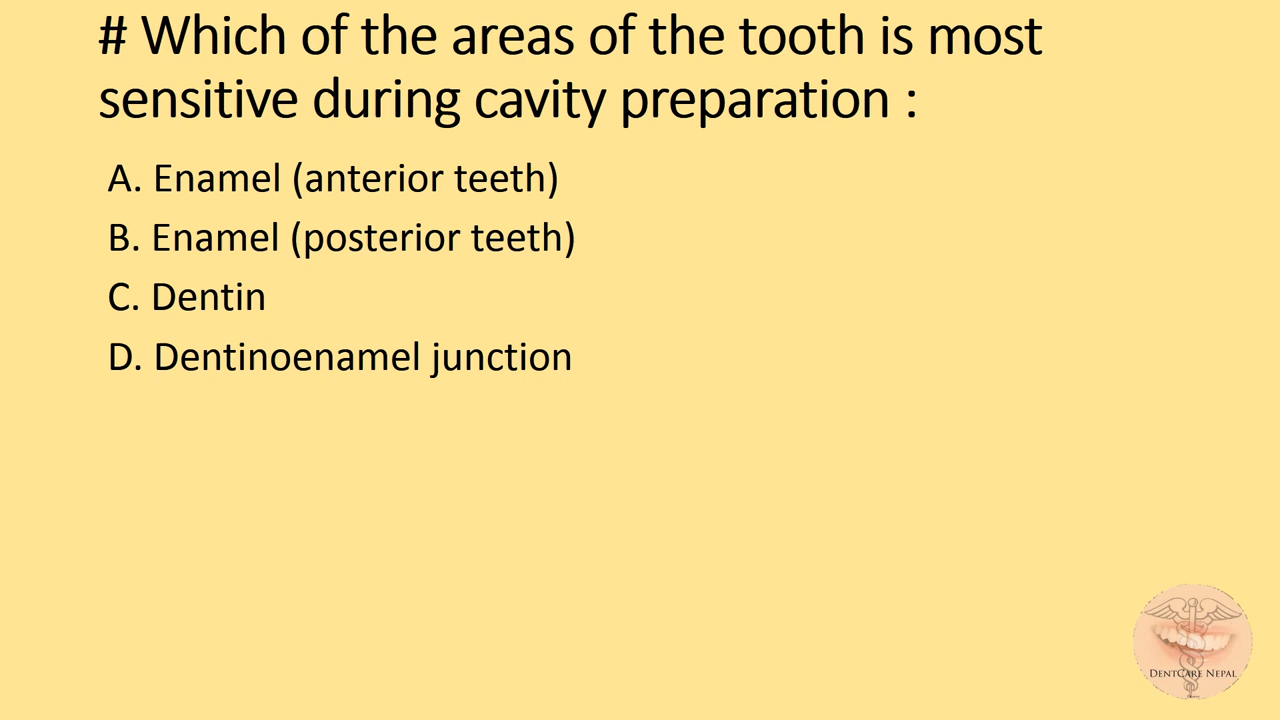 # Which of the areas of the tooth is most
sensitive during cavity preparation :
A. Enamel (anterior teeth)
B. Enamel (posterior teeth)
C. Dentin
D. Dentinoenamel junction
DENTCARE NEPAL